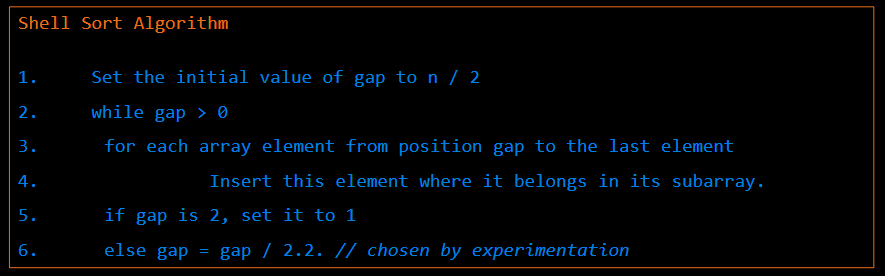 Shell Sort Algorithm
1. Set the initial value of gap to n / 2
2. while gap > 0
3. for each array element from position gap to the last element
4. Insert this element where it belongs in its subarray.
5. if gap is 2, set it to 1
6. else gap = gap / 2.2. // chosen by experimentation